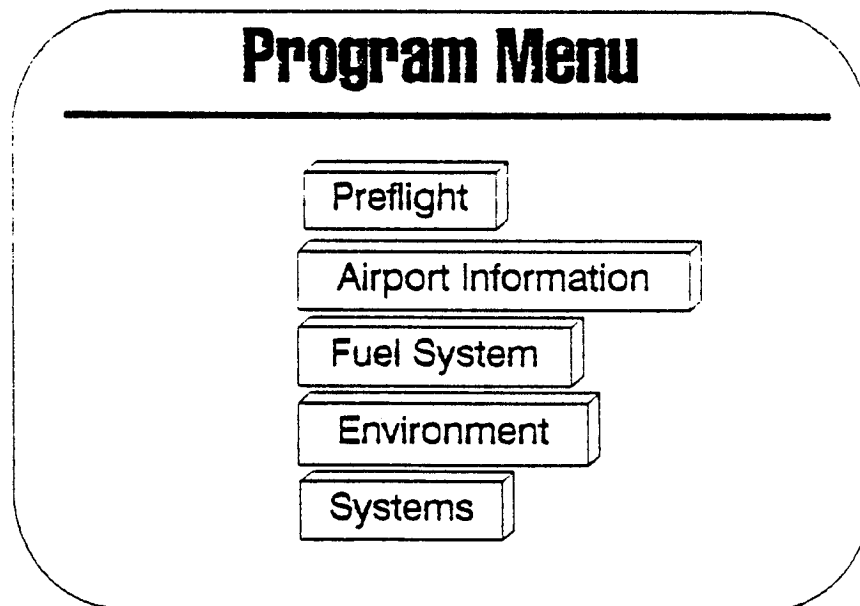 Program Menu
Preflight
Airport Information
Fuel System
Environment
Systems